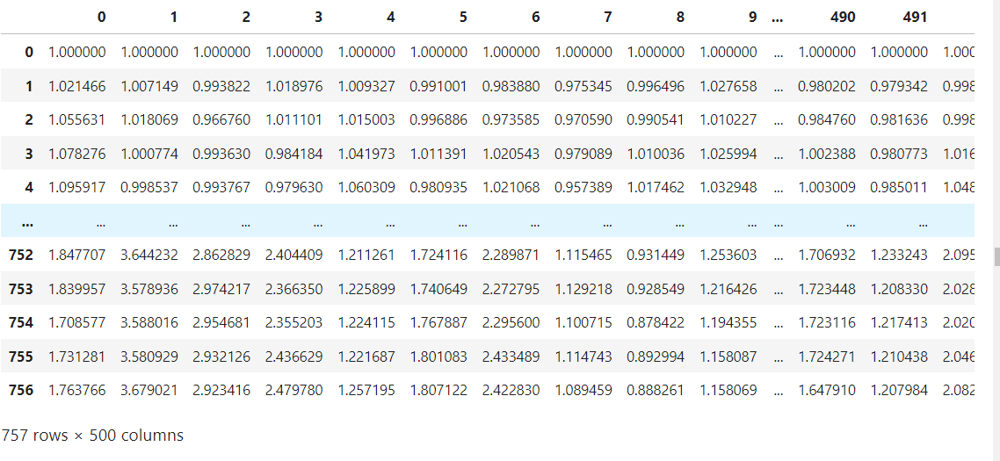 0 1 2 3 4 5 6 7 8 9 ... 490 491
0 1.000000 1.000000 1.000000 1.000000 1.000000 1.000000 1.000000 1.000000 1.000000 1.000000 ... 1.000000 1.000000 1.000
1 1.021466 1.007149 0.993822 1.018976 1.009327 0.991001 0.983880 0.975345 0.996496 1.027658 ... 0.980202 0.979342 0.998
2 1.055631 1.018069 0.966760 1.011101 1.015003 0.996886 0.973585 0.970590 0.990541 1.010227 ... 0.984760 0.981636 0.998
3 1.078276 1.000774 0.993630 0.984184 1.041973 1.011391 1.020543 0.979089 1.010036 1.025994 ... 1.002388 0.980773 1.016
4 1.095917 0.998537 0.993767 0.979630 1.060309 0.980935 1.021068 0.957389 1.017462 1.032948 ... 1.003009 0.985011 1.048
... ... ... ... ... ... ... ... ... ... ... ... ... ...
752 1.847707 3.644232 2.862829 2.404409 1.211261 1.724116 2.289871 1.115465 0.931449 1.253603 ... 1.706932 1.233243 2.095
753 1.839957 3.578936 2.974217 2.366350 1.225899 1.740649 2.272795 1.129218 0.928549 1.216426 ... 1.723448 1.208330 2.028
754 1.708577 3.588016 2.954681 2.355203 1.224115 1.767887 2.295600 1.100715 0.878422 1.194355 ... 1.723116 1.217413 2.020
755 1.731281 3.580929 2.932126 2.436629 1.221687 1.801083 2.433489 1.114743 0.892994 1.158087 ... 1.724271 1.210438 2.046
756 1.763766 3.679021 2.923416 2.479780 1.257195 1.807122 2.422830 1.089459 0.888261 1.158069 ... 1.647910 1.207984 2.082
757 rows × 500 columns